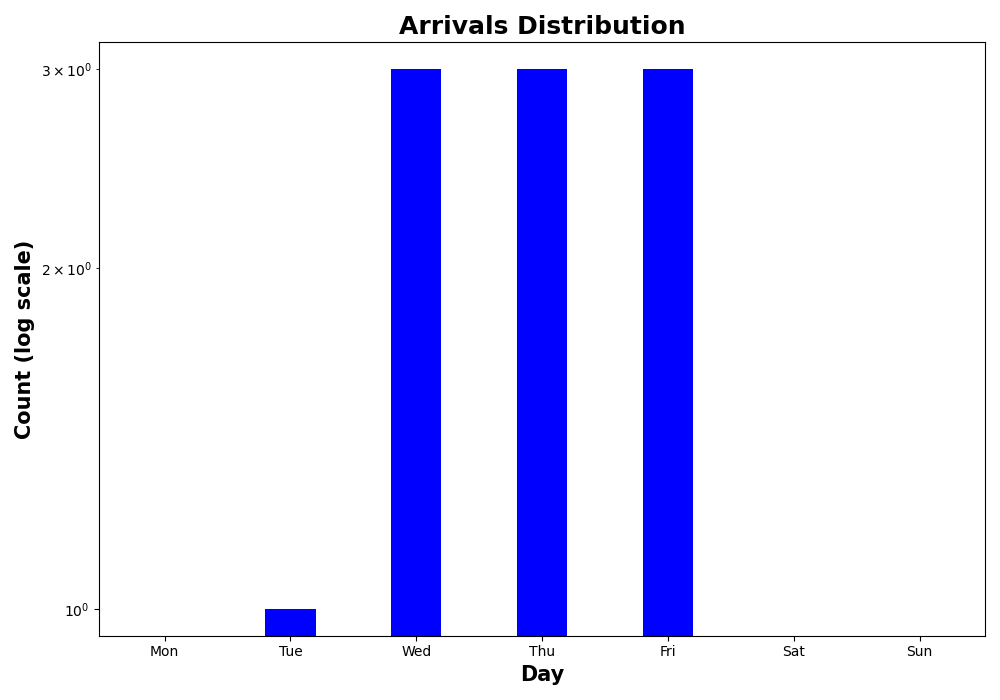 Arrivals Distribution
3 × 10⁰
2 × 10⁰
10⁰
Count (log scale)
Mon Tue Wed Thu Fri Sat Sun
Day